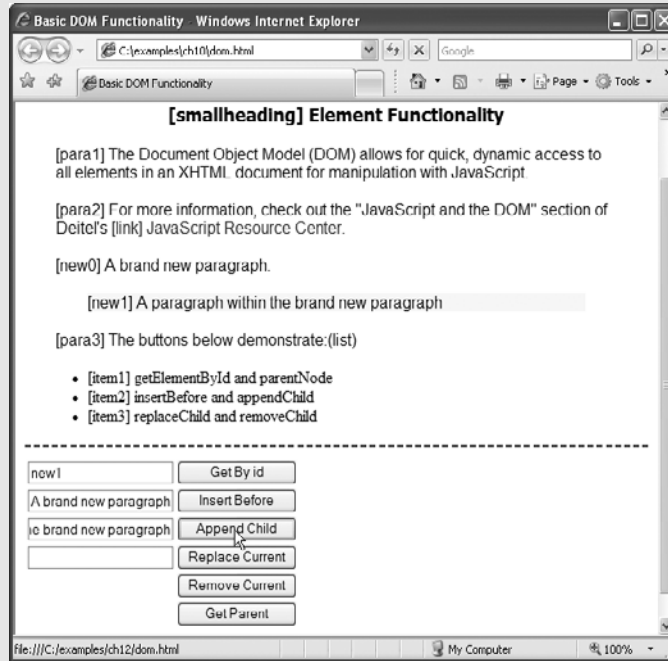 Basic DOM Functionality - Windows Internet Explorer
C:\examples\ch10\dom.html
Google
Basic DOM Functionality
Page
Tools
[smallheading] Element Functionality
[para1] The Document Object Model (DOM) allows for quick, dynamic access to
all elements in an XHTML document for manipulation with JavaScript.
[para2] For more information, check out the "JavaScript and the DOM" section of
Deitel's [link] JavaScript Resource Center.
[new0] A brand new paragraph.
[new1] A paragraph within the brand new paragraph
[para3] The buttons below demonstrate:(list)
• [item1] getElementById and parentNode
• [item2] insertBefore and appendChild
• [item3] replaceChild and removeChild
new1 Get By id
A brand new paragraph Insert Before
brand new paragraph Append Child
Replace Current
Remove Current
Get Parent
file:///C:/examples/ch12/dom.html My Computer 100%